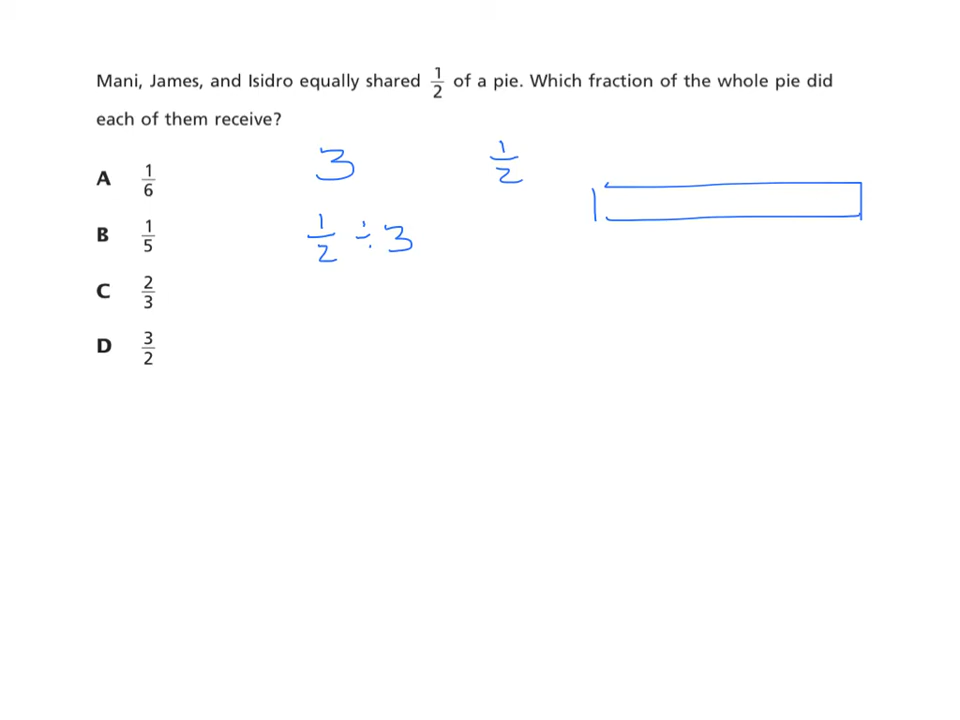 Mani, James, and Isidro equally shared 1/2 of a pie. Which fraction of the whole pie did
each of them receive?
A 1/6
B 1/5
C 2/3
D 3/2
3 1/2
1/2 ÷ 3